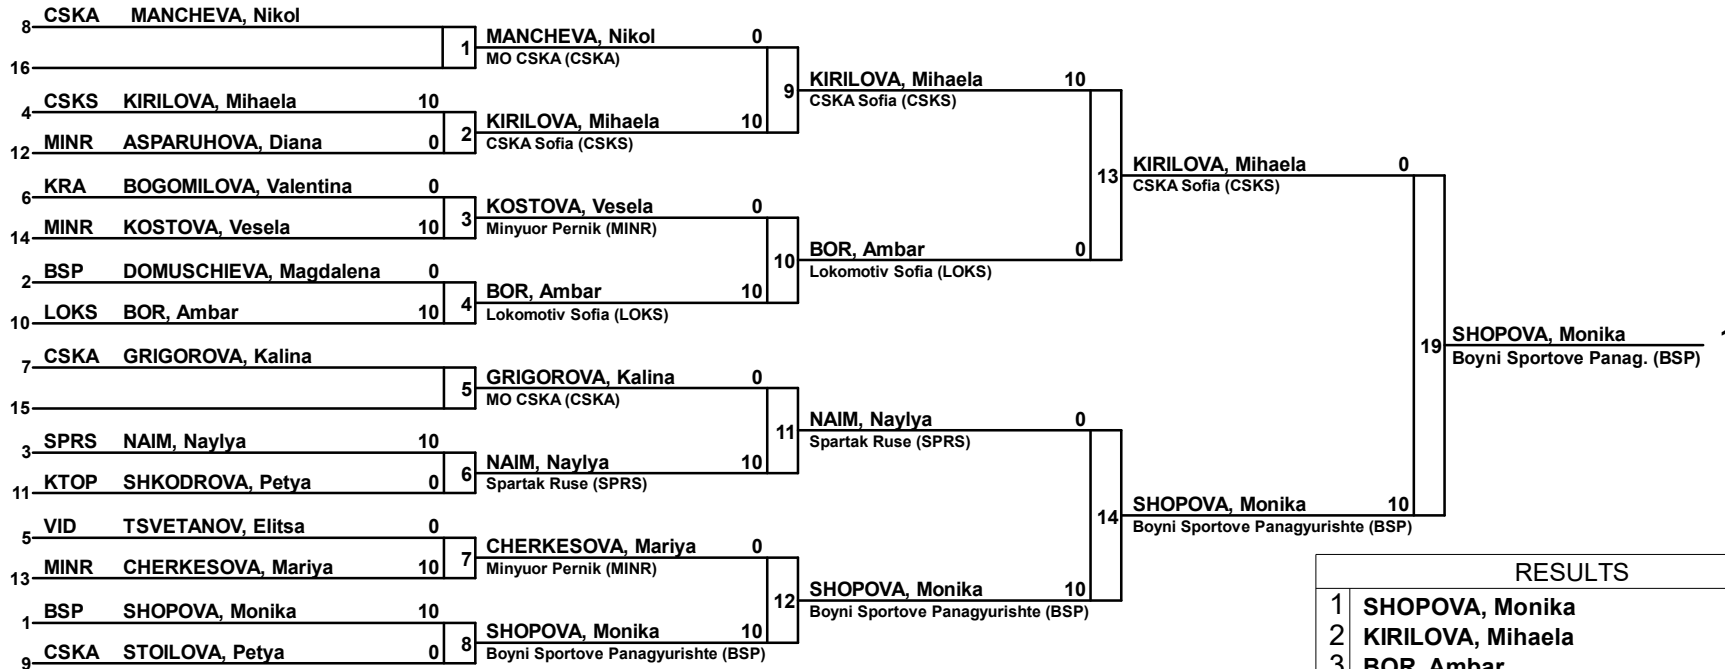 CSKA MANCHEVA, Nikol
8
16
1
MANCHEVA, Nikol 0
MO CSKA (CSKA)
CSKS KIRILOVA, Mihaela 10
4
MINR ASPARUHOVA, Diana 0
12
2
KIRILOVA, Mihaela 10
CSKA Sofia (CSKS)
9
KIRILOVA, Mihaela 10
CSKA Sofia (CSKS)
KRA BOGOMILOVA, Valentina 0
6
MINR KOSTOVA, Vesela 10
14
3
KOSTOVA, Vesela 0
Minyuor Pernik (MINR)
BSP DOMUSCHIEVA, Magdalena 0
2
LOKS BOR, Ambar 10
10
4
BOR, Ambar 10
Lokomotiv Sofia (LOKS)
10
BOR, Ambar 0
Lokomotiv Sofia (LOKS)
13
KIRILOVA, Mihaela 0
CSKA Sofia (CSKS)
CSKA GRIGOROVA, Kalina
7
15
5
GRIGOROVA, Kalina 0
MO CSKA (CSKA)
SPRS NAIM, Naylya 10
3
KTOP SHKODROVA, Petya 0
11
6
NAIM, Naylya 10
Spartak Ruse (SPRS)
11
NAIM, Naylya 0
Spartak Ruse (SPRS)
VID TSVETANOV, Elitsa 0
5
MINR CHERKESOVA, Mariya 10
13
7
CHERKESOVA, Mariya 0
Minyuor Pernik (MINR)
BSP SHOPOVA, Monika 10
1
CSKA STOILOVA, Petya 0
9
8
SHOPOVA, Monika 10
Boyni Sportove Panagyurishte (BSP)
12
SHOPOVA, Monika 10
Boyni Sportove Panagyurishte (BSP)
14
SHOPOVA, Monika 10
Boyni Sportove Panagyurishte (BSP)
19
SHOPOVA, Monika
Boyni Sportove Panag. (BSP)
RESULTS
1 SHOPOVA, Monika
2 KIRILOVA, Mihaela
3 BOR, Ambar